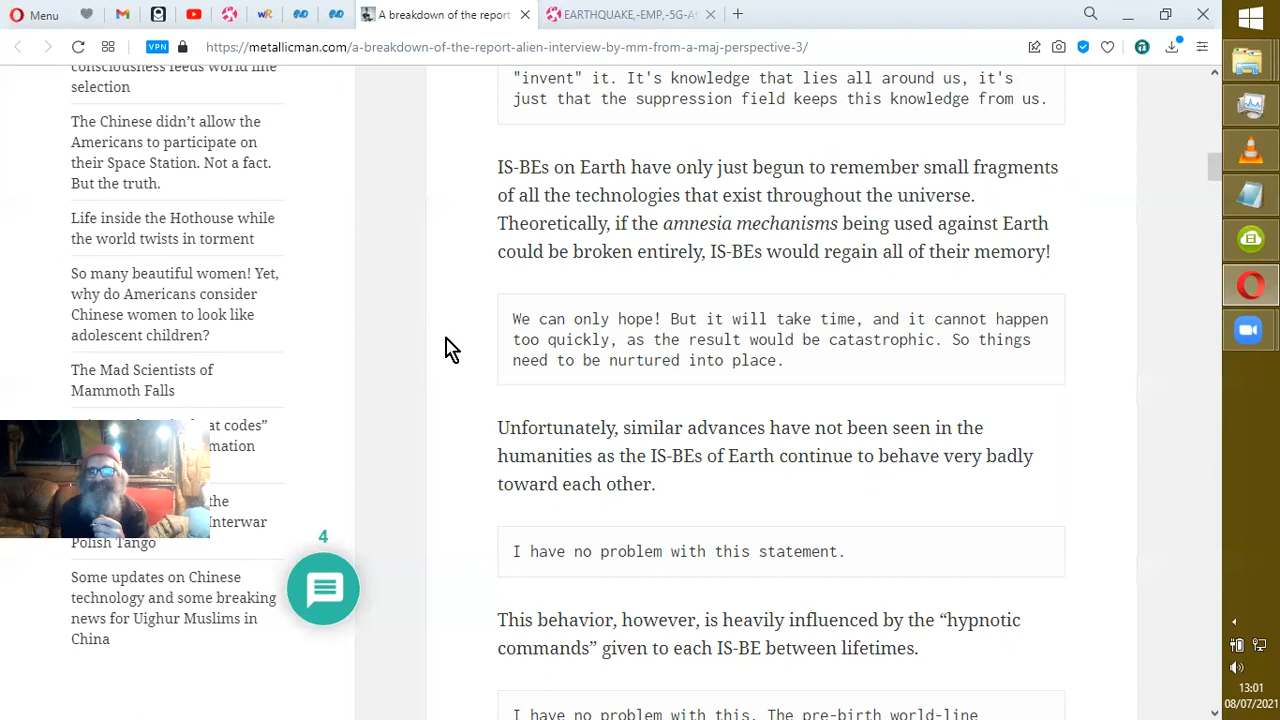 Menu
A breakdown of the report
EARTHQUAKE,-EMP,-5G-A
VPN
https://metallicman.com/a-breakdown-of-the-report-alien-interview-by-mm-from-a-maj-perspective-3/
consciousness feeds world line
selection
The Chinese didn’t allow the
Americans to participate on
their Space Station. Not a fact.
But the truth.
Life inside the Hothouse while
the world twists in torment
So many beautiful women! Yet,
why do Americans consider
Chinese women to look like
adolescent children?
The Mad Scientists of
Mammoth Falls
at codes”
mation
the
Interwar
Polish Tango
Some updates on Chinese
technology and some breaking
news for Uighur Muslims in
China
4
"invent" it. It's knowledge that lies all around us, it's
just that the suppression field keeps this knowledge from us.
IS-BEs on Earth have only just begun to remember small fragments
of all the technologies that exist throughout the universe.
Theoretically, if the amnesia mechanisms being used against Earth
could be broken entirely, IS-BEs would regain all of their memory!
We can only hope! But it will take time, and it cannot happen
too quickly, as the result would be catastrophic. So things
need to be nurtured into place.
Unfortunately, similar advances have not been seen in the
humanities as the IS-BEs of Earth continue to behave very badly
toward each other.
I have no problem with this statement.
This behavior, however, is heavily influenced by the “hypnotic
commands” given to each IS-BE between lifetimes.
I have no problem with this. The pre-birth world-line
13:01
08/07/2021